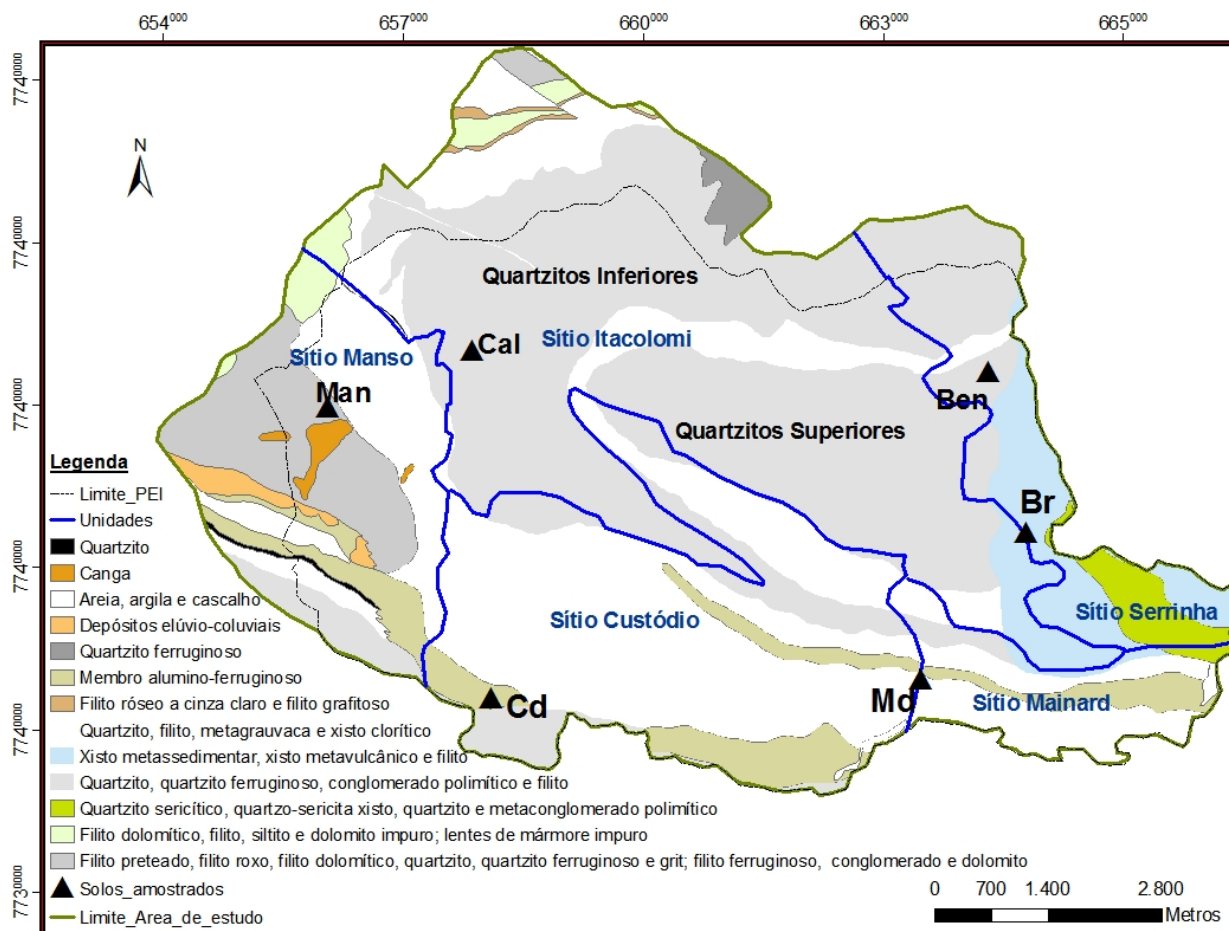 654⁰⁰⁰ 657⁰⁰⁰ 660⁰⁰⁰ 663⁰⁰⁰ 665⁰⁰⁰
774⁰⁰⁰⁰
N
774⁰⁰⁰⁰
Quartzitos Inferiores
Cal
Sítio Itacolomi
Sítio Manso
Man
Ben
774⁰⁰⁰⁰
Quartzitos Superiores
Br
774⁰⁰⁰⁰
Sítio Custódio
Sítio Serrinha
Cd
Md
Sítio Mainard
774⁰⁰⁰⁰
773⁰⁰⁰⁰
Legenda
Limite_PEI
Unidades
Quartzito
Canga
Areia, argila e cascalho
Depósitos elúvio-coluviais
Quartzito ferruginoso
Membro alumino-ferruginoso
Filito róseo a cinza claro e filito grafitoso
Quartzito, filito, metagrauvaca e xisto clorítico
Xisto metassedimentar, xisto metavulcânico e filito
Quartzito, quartzito ferruginoso, conglomerado polimítico e filito
Quartzito sericítico, quartzo-sericita xisto, quartzito e metaconglomerado polimítico
Filito dolomítico, filito, siltito e dolomito impuro; lentes de mármore impuro
Filito preteado, filito roxo, filito dolomítico, quartzito, quartzito ferruginoso e grit; filito ferruginoso, conglomerado e dolomito
Solos_amostrados
Limite_Area_de_estudo
0 700 1.400 2.800
Metros